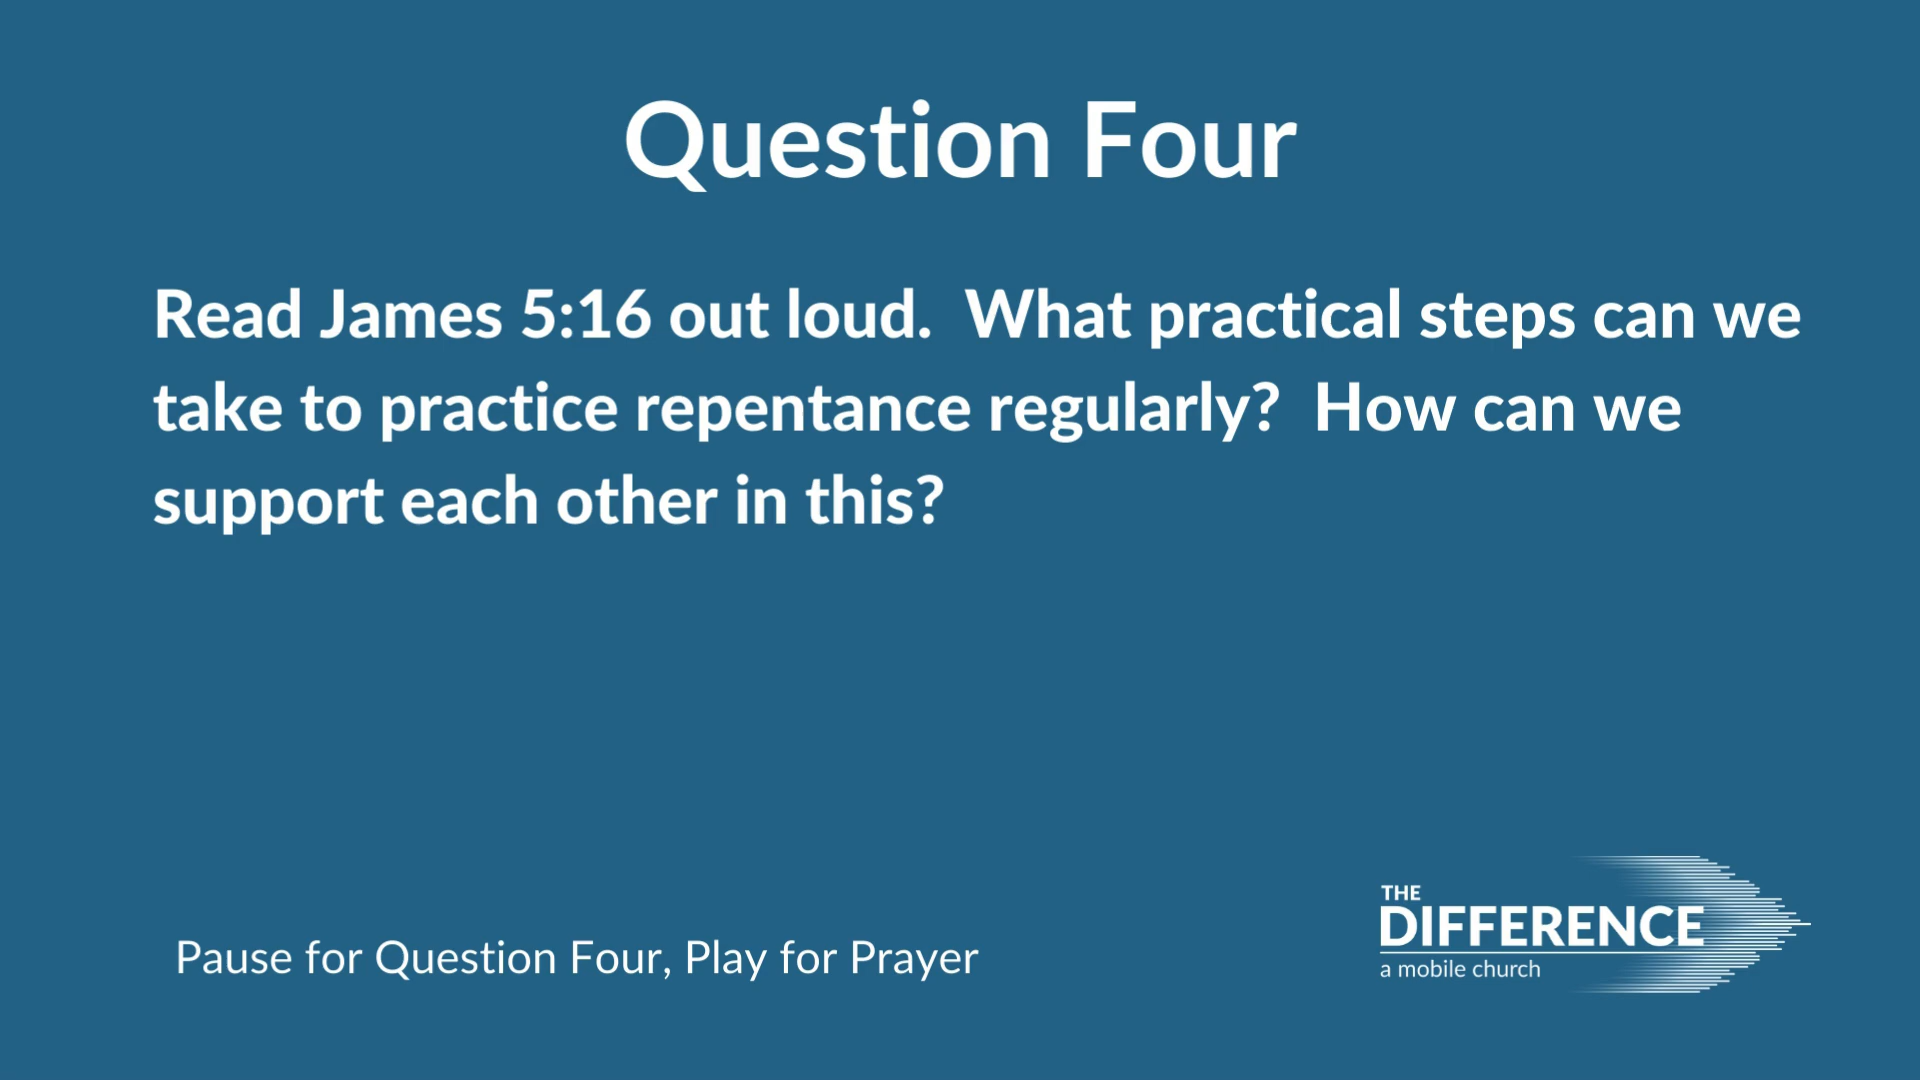 Question Four
Read James 5:16 out loud.  What practical steps can we
take to practice repentance regularly?  How can we
support each other in this?
Pause for Question Four, Play for Prayer
THE
DIFFERENCE
a mobile church